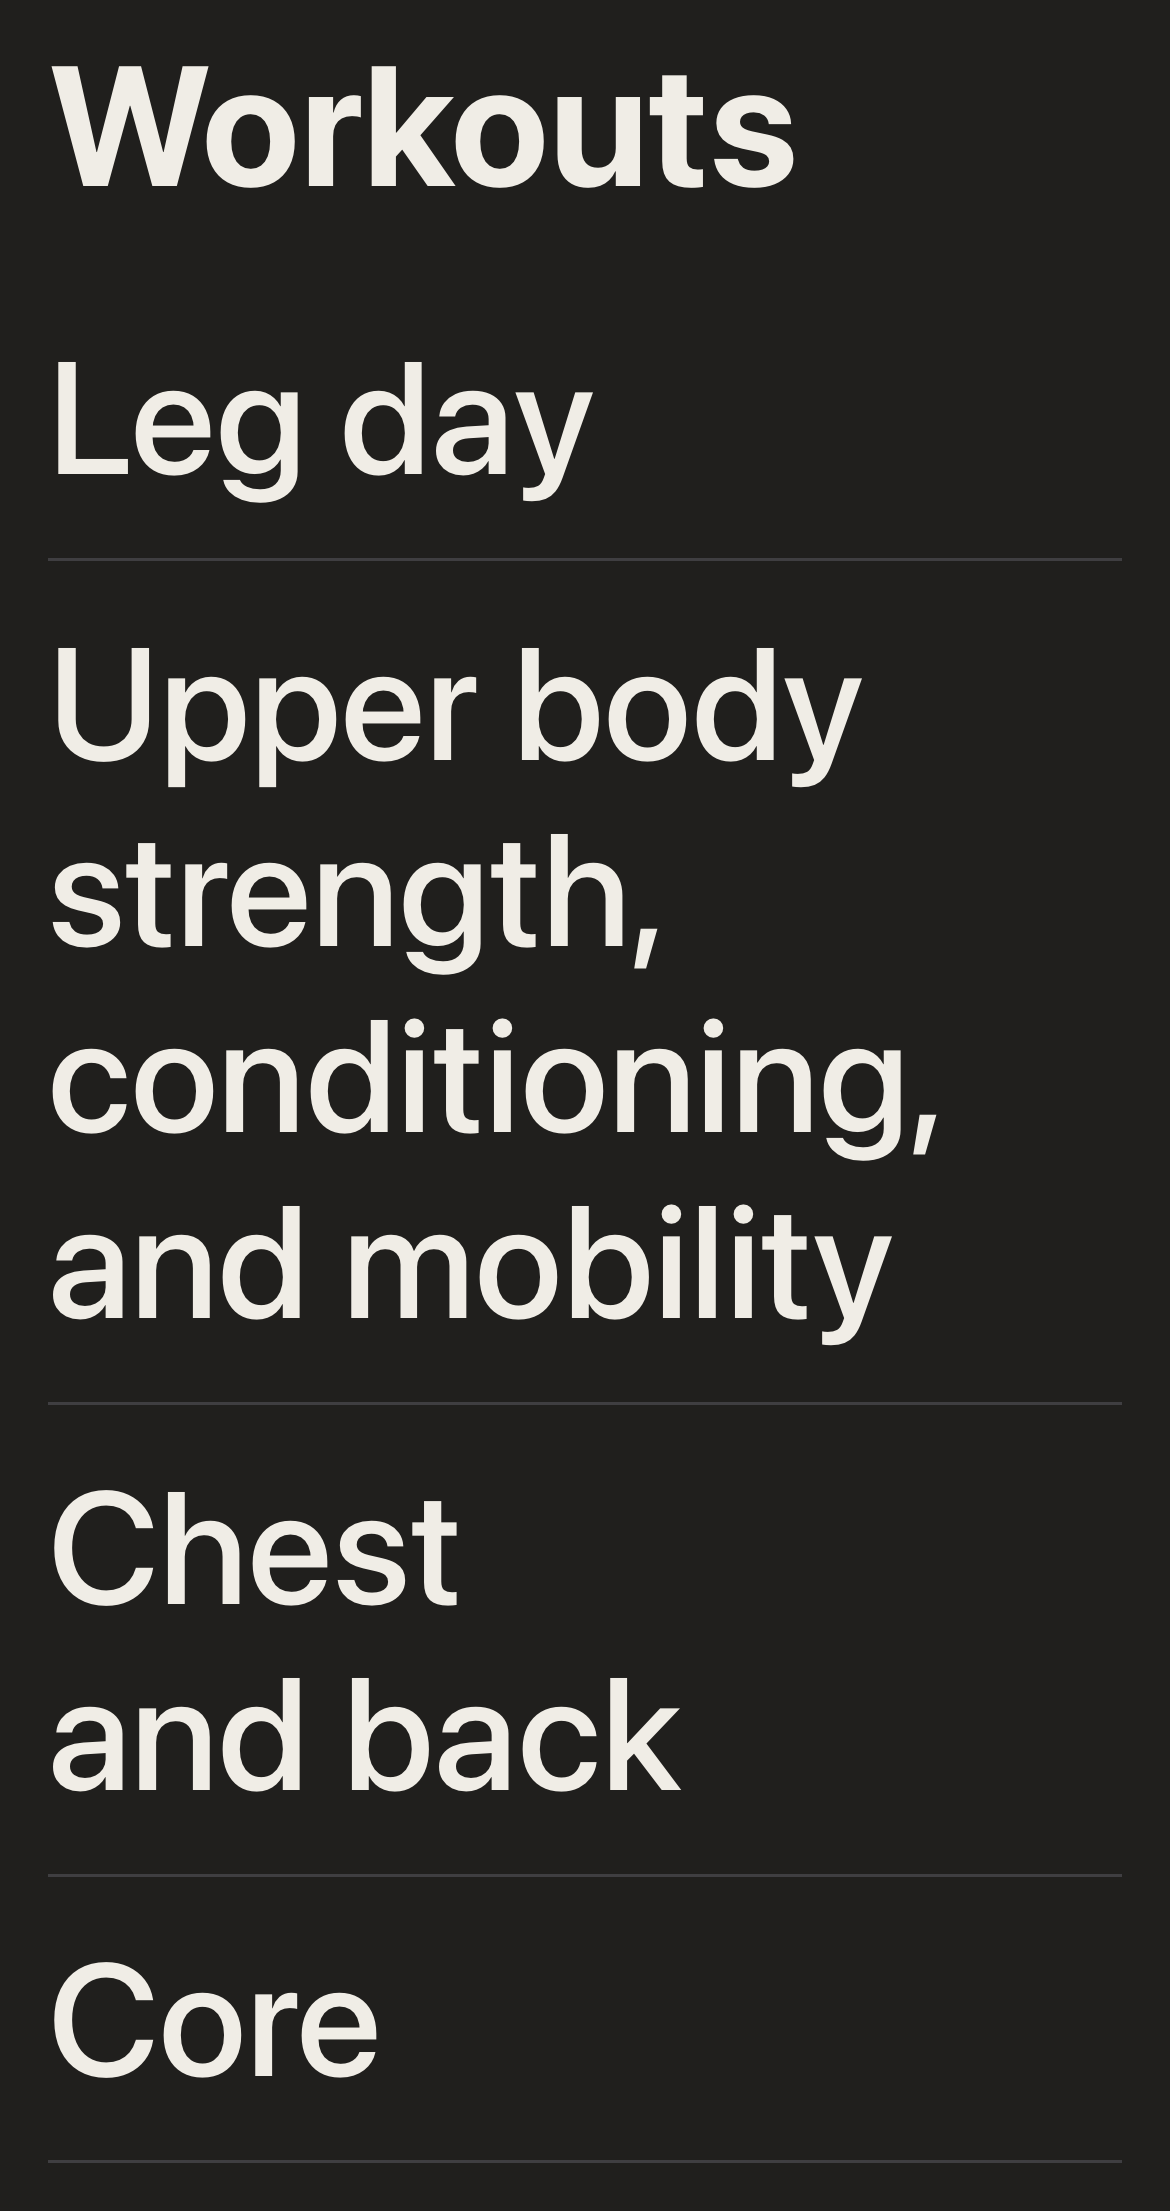 Workouts
Leg day
Upper body
strength,
conditioning,
and mobility
Chest
and back
Core